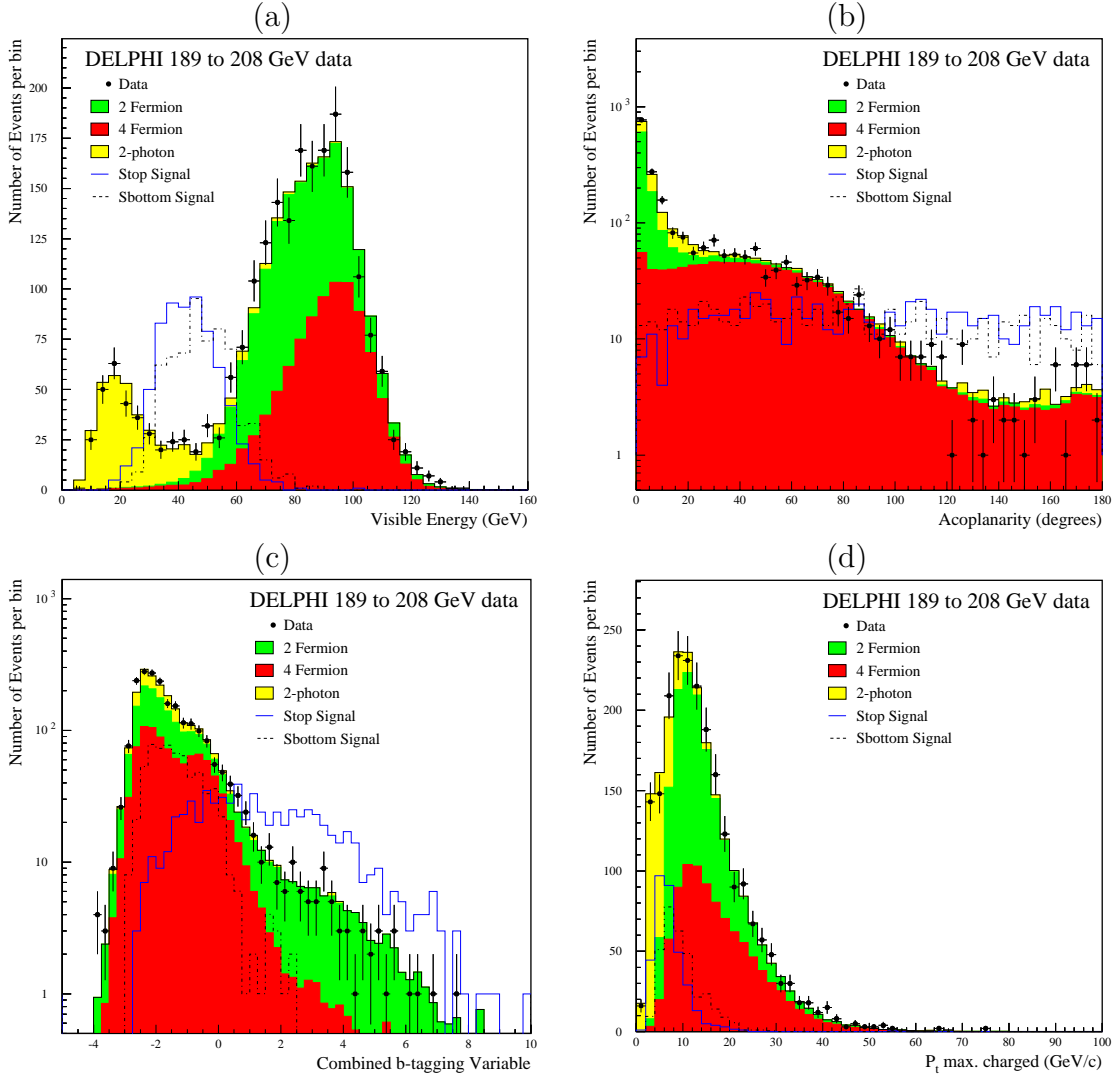 (a)
DELPHI 189 to 208 GeV data
Data
2 Fermion
4 Fermion
2-photon
Stop Signal
Sbottom Signal
Number of Events per bin
200
175
150
125
100
75
50
25
0
0 20 40 60 80 100 120 140 160
Visible Energy (GeV)
(b)
DELPHI 189 to 208 GeV data
Data
2 Fermion
4 Fermion
2-photon
Stop Signal
Sbottom Signal
Number of Events per bin
10³
10²
10
1
0 20 40 60 80 100 120 140 160 180
Acoplanarity (degrees)
(c)
DELPHI 189 to 208 GeV data
Data
2 Fermion
4 Fermion
2-photon
Stop Signal
Sbottom Signal
Number of Events per bin
10³
10²
10
1
-4 -2 0 2 4 6 8 10
Combined b-tagging Variable
(d)
DELPHI 189 to 208 GeV data
Data
2 Fermion
4 Fermion
2-photon
Stop Signal
Sbottom Signal
Number of Events per bin
250
200
150
100
50
0
0 10 20 30 40 50 60 70 80 90 100
Pₜ max. charged (GeV/c)